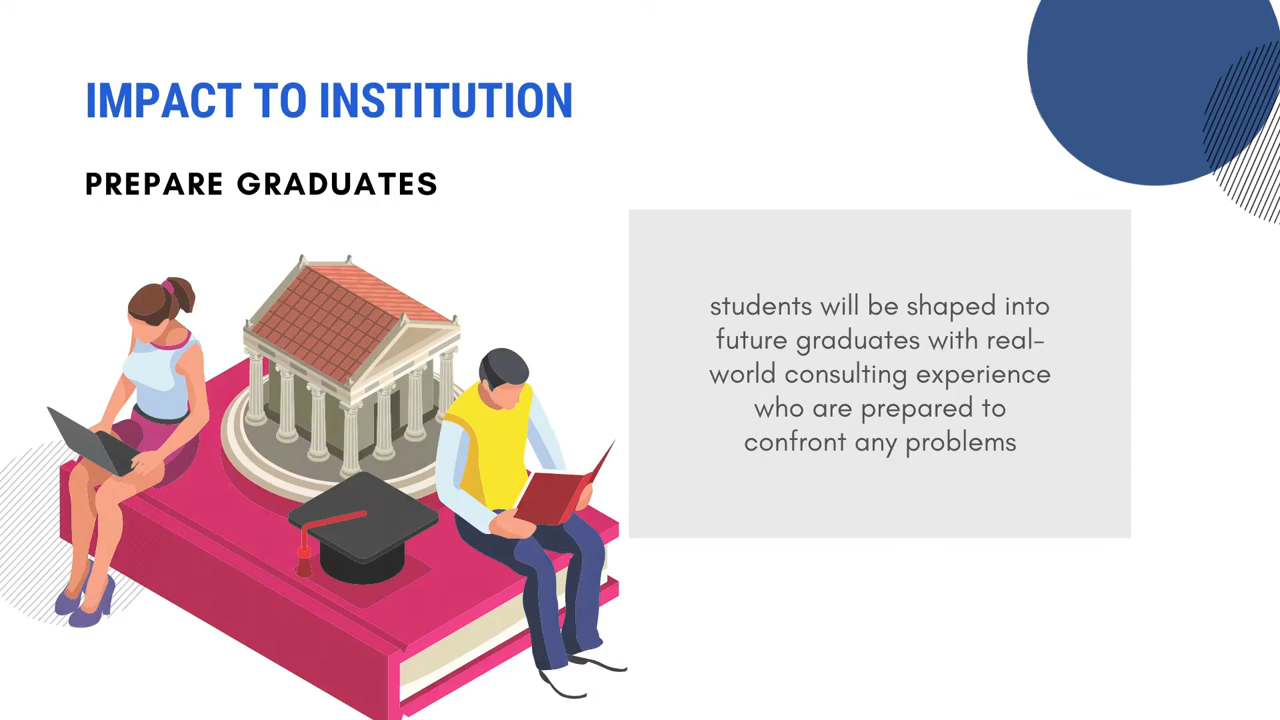 IMPACT TO INSTITUTION
PREPARE GRADUATES
students will be shaped into
future graduates with real-
world consulting experience
who are prepared to
confront any problems